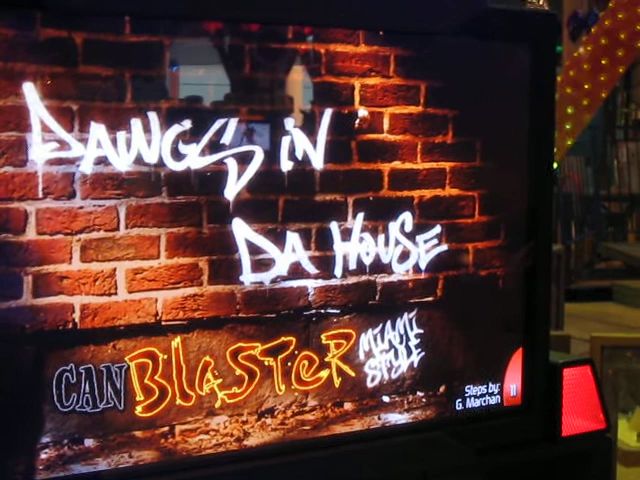 DAWGS iN
DA HOUSE
CAN BLaSTeR MiAMi
STYLE
Steps by:
G. Marchan
11